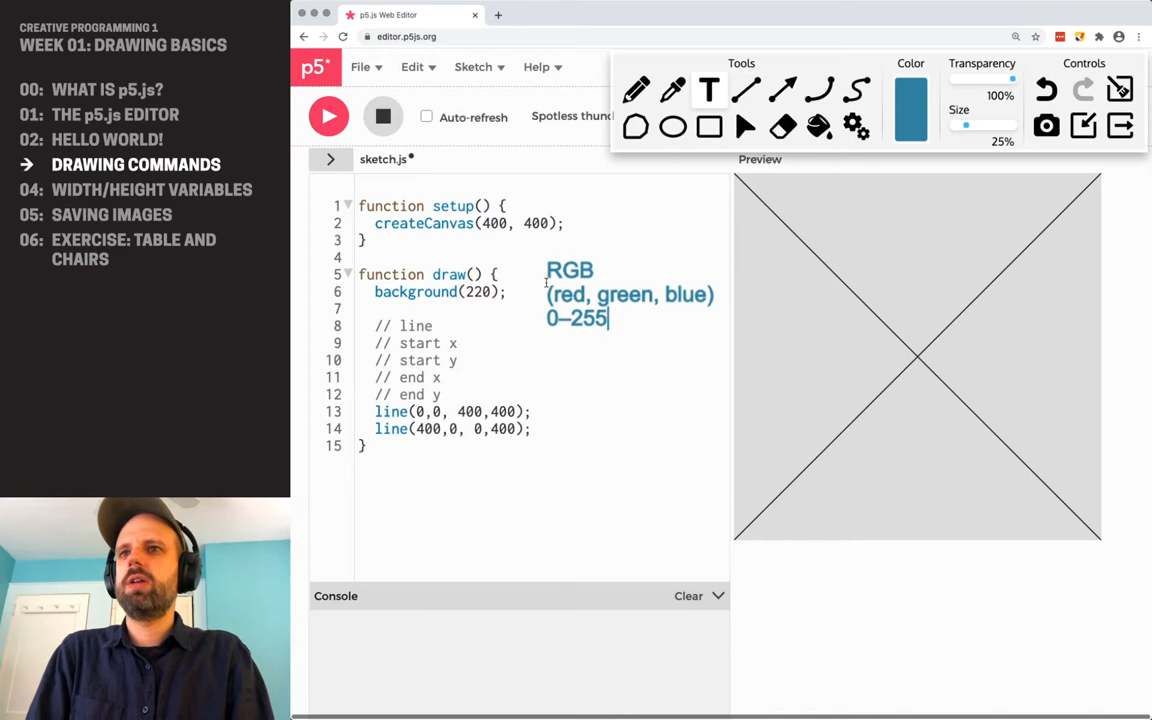 CREATIVE PROGRAMMING 1
WEEK 01: DRAWING BASICS
00: WHAT IS p5.js?
01: THE p5.js EDITOR
02: HELLO WORLD!
→ DRAWING COMMANDS
04: WIDTH/HEIGHT VARIABLES
05: SAVING IMAGES
06: EXERCISE: TABLE AND
CHAIRS
p5.js Web Editor
editor.p5js.org
p5* File Edit Sketch Help
Tools
Color
Transparency
100%
Size
25%
Controls
T
Auto-refresh
Spotless thun
sketch.js
Preview
1 function setup() {
2 createCanvas(400, 400);
3 }
4
5 function draw() {
6 background(220);
7
8 // line
9 // start x
10 // start y
11 // end x
12 // end y
13 line(0,0, 400,400);
14 line(400,0, 0,400);
15 }
RGB
(red, green, blue)
0–255
Console
Clear